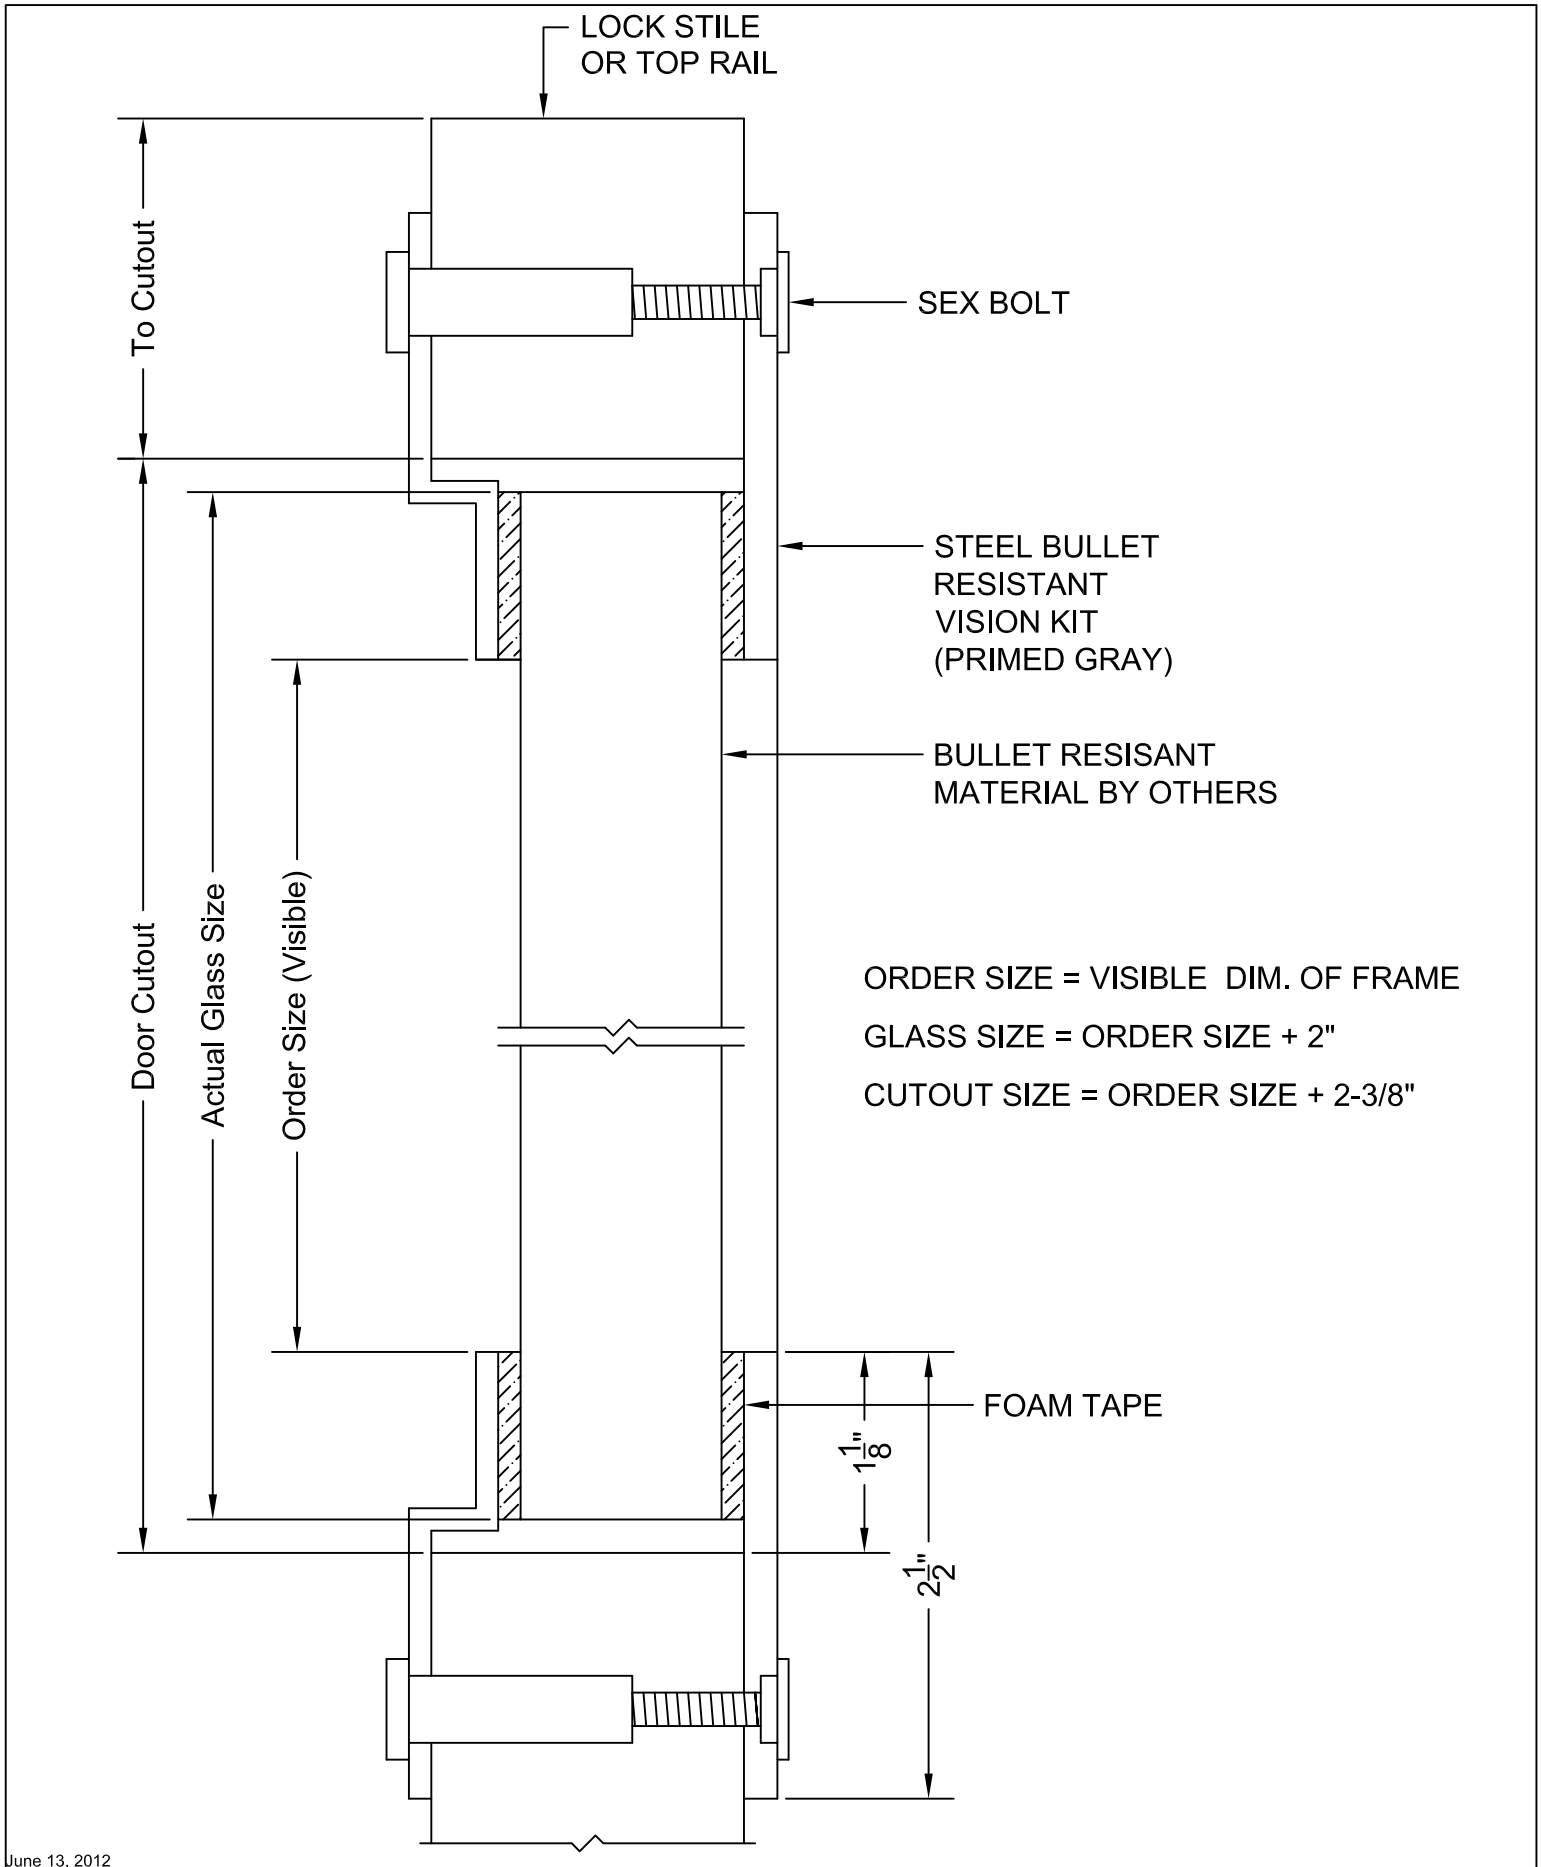 LOCK STILE
OR TOP RAIL
To Cutout
SEX BOLT
STEEL BULLET
RESISTANT
VISION KIT
(PRIMED GRAY)
BULLET RESISANT
MATERIAL BY OTHERS
Door Cutout
Actual Glass Size
Order Size (Visible)
ORDER SIZE = VISIBLE DIM. OF FRAME
GLASS SIZE = ORDER SIZE + 2"
CUTOUT SIZE = ORDER SIZE + 2-3/8"
FOAM TAPE
1 1/8"
2 1/2"
June 13, 2012